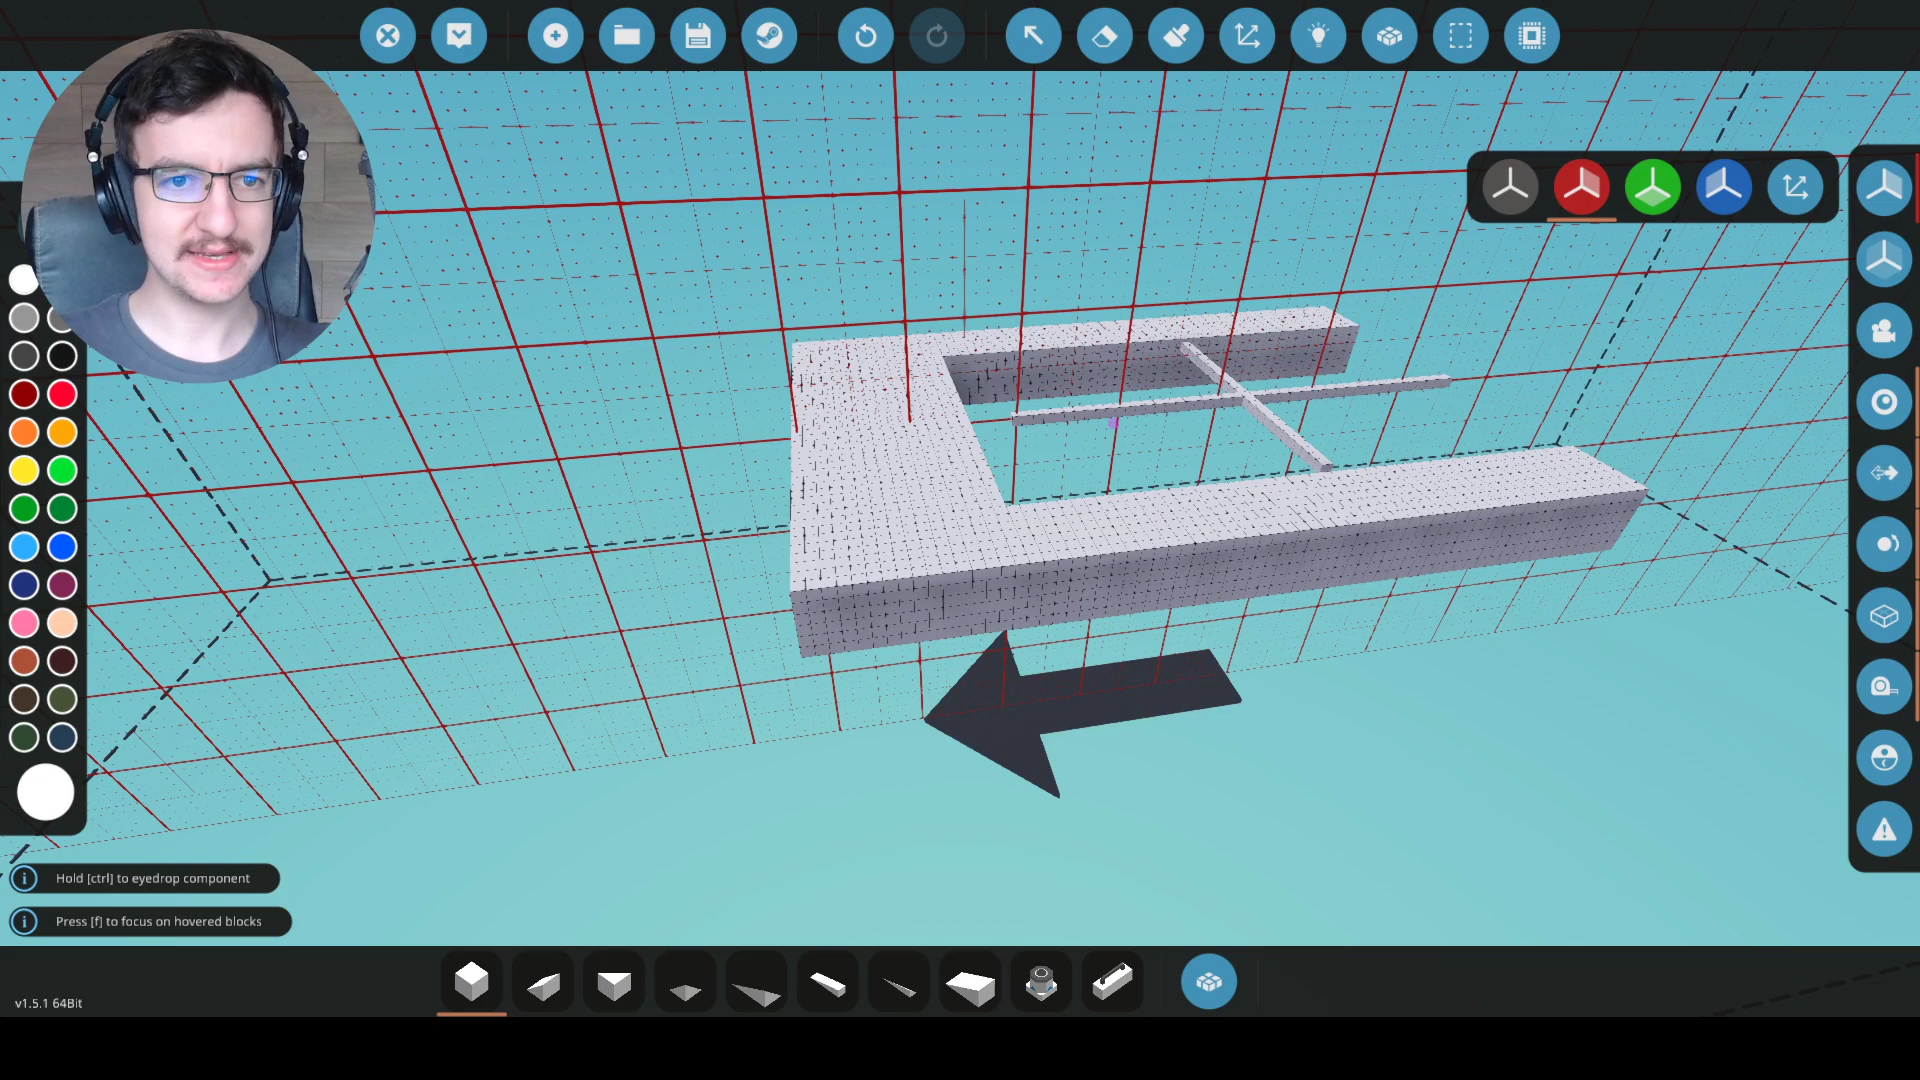 Hold [ctrl] to eyedrop component
Press [f] to focus on hovered blocks
v1.5.1 64Bit